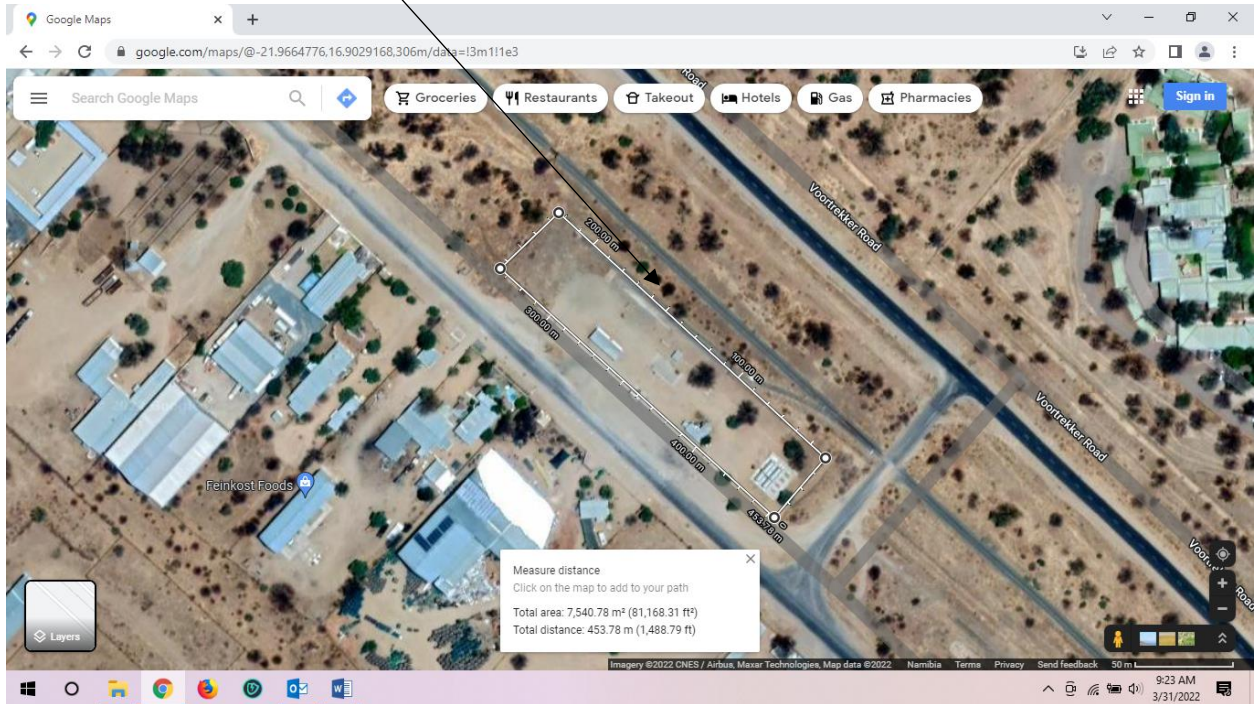 Google Maps
google.com/maps/@-21.9664776,16.9029168,306m/data=!3m1!1e3
Search Google Maps
Groceries
Restaurants
Takeout
Hotels
Gas
Pharmacies
Sign in
Road
Voortrekker Road
200.00 m
300.00 m
100.00 m
Voortrekker Road
400.00 m
Feinkost Foods
453.78 m
0
Road
Measure distance
Click on the map to add to your path
Total area: 7,540.78 m² (81,168.31 ft²)
Total distance: 453.78 m (1,488.79 ft)
Layers
Imagery ©2022 CNES / Airbus, Maxar Technologies, Map data ©2022 Namibia Terms Privacy Send feedback 50 m
9:23 AM
3/31/2022